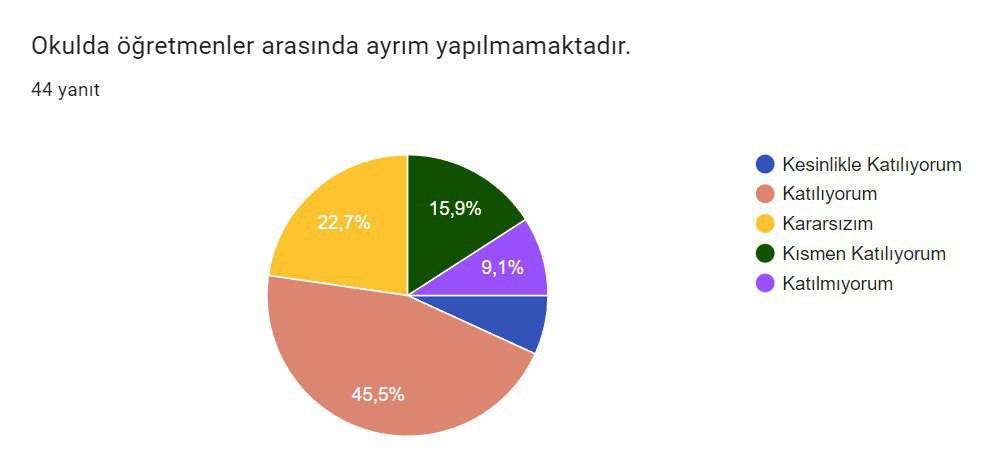 Okulda öğretmenler arasında ayrım yapılmamaktadır.
44 yanıt
22,7%
15,9%
9,1%
45,5%
Kesinlikle Katılıyorum
Katılıyorum
Kararsızım
Kısmen Katılıyorum
Katılmıyorum